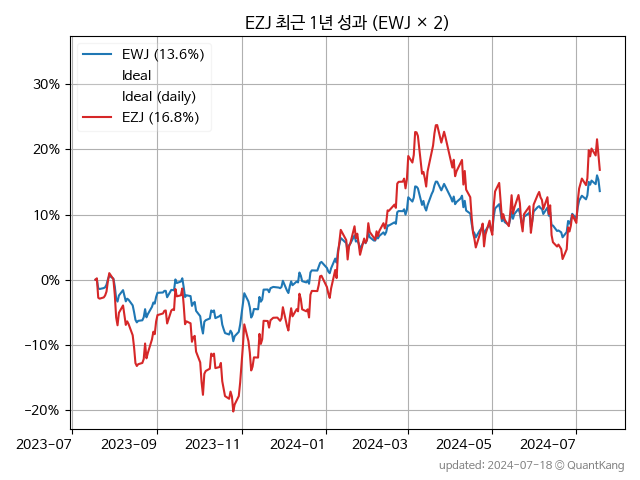 EZJ 최근 1년 성과 (EWJ × 2)
EWJ (13.6%)
Ideal
Ideal (daily)
EZJ (16.8%)
30%
20%
10%
0%
−10%
−20%
2023−07 2023−09 2023−11 2024−01 2024−03 2024−05 2024−07
updated: 2024−07−18 © QuantKang